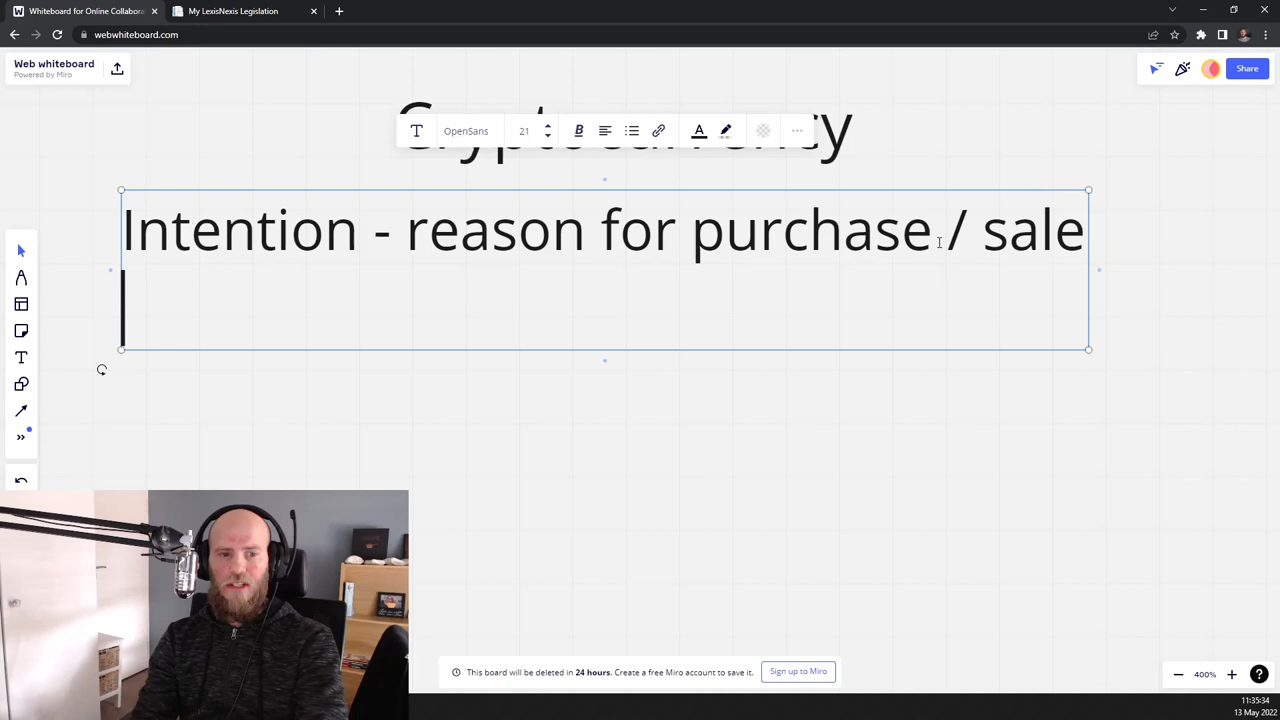 Whiteboard for Online Collabora
My LexisNexis Legislation
webwhiteboard.com
Web whiteboard
Powered by Miro
Share
Cryptocurrency
OpenSans
21
B
A
Intention - reason for purchase / sale
This board will be deleted in 24 hours. Create a free Miro account to save it.
Sign up to Miro
400%
11:35:34
13 May 2022